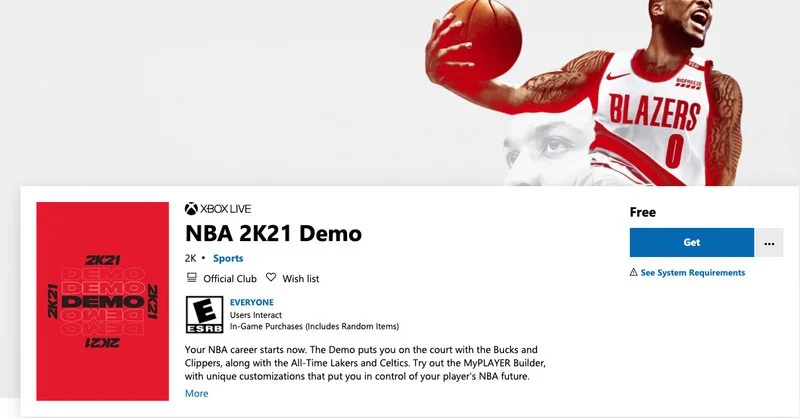 BIOFREEZE
BLAZERS
0
2K21
DEMO
DEMO
DEMO
DEMO
DEMO
2K21
2K21
2K21
XBOX LIVE
NBA 2K21 Demo
2K • Sports
Official Club Wish list
E
ESRB
EVERYONE
Users Interact
In-Game Purchases (Includes Random Items)
Your NBA career starts now. The Demo puts you on the court with the Bucks and
Clippers, along with the All-Time Lakers and Celtics. Try out the MyPLAYER Builder,
with unique customizations that put you in control of your player's NBA future.
More
Free
Get
...
See System Requirements